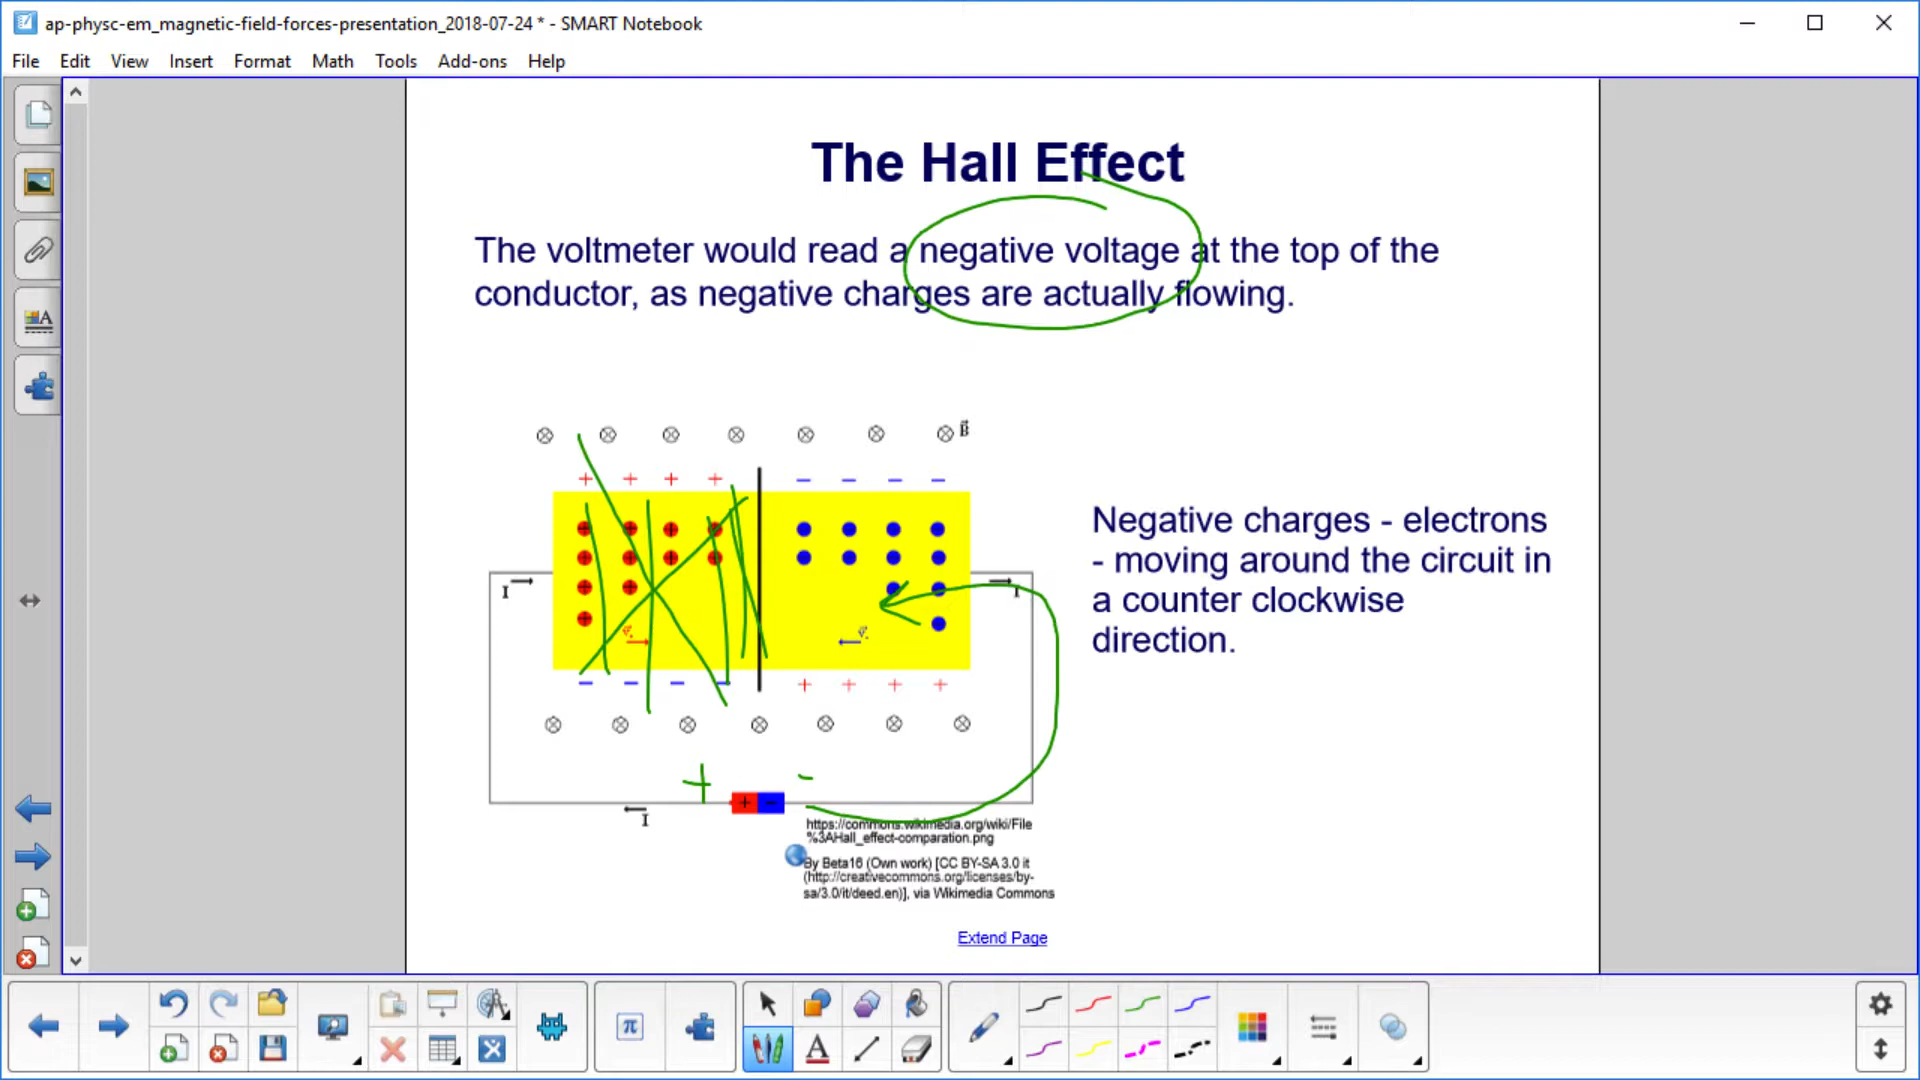 ap-physc-em_magnetic-field-forces-presentation_2018-07-24 * - SMART Notebook
File Edit View Insert Format Math Tools Add-ons Help
The Hall Effect
The voltmeter would read a negative voltage at the top of the
conductor, as negative charges are actually flowing.
B
+ + + + − − − −
Negative charges - electrons
- moving around the circuit in
a counter clockwise
direction.
I I
v v
− − − − + + + +
+ -
+ −
I
https://commons.wikimedia.org/wiki/File
%3AHall_effect-comparation.png
By Beta16 (Own work) [CC BY-SA 3.0 it
(http://creativecommons.org/licenses/by-
sa/3.0/it/deed.en)], via Wikimedia Commons
Extend Page
π
A